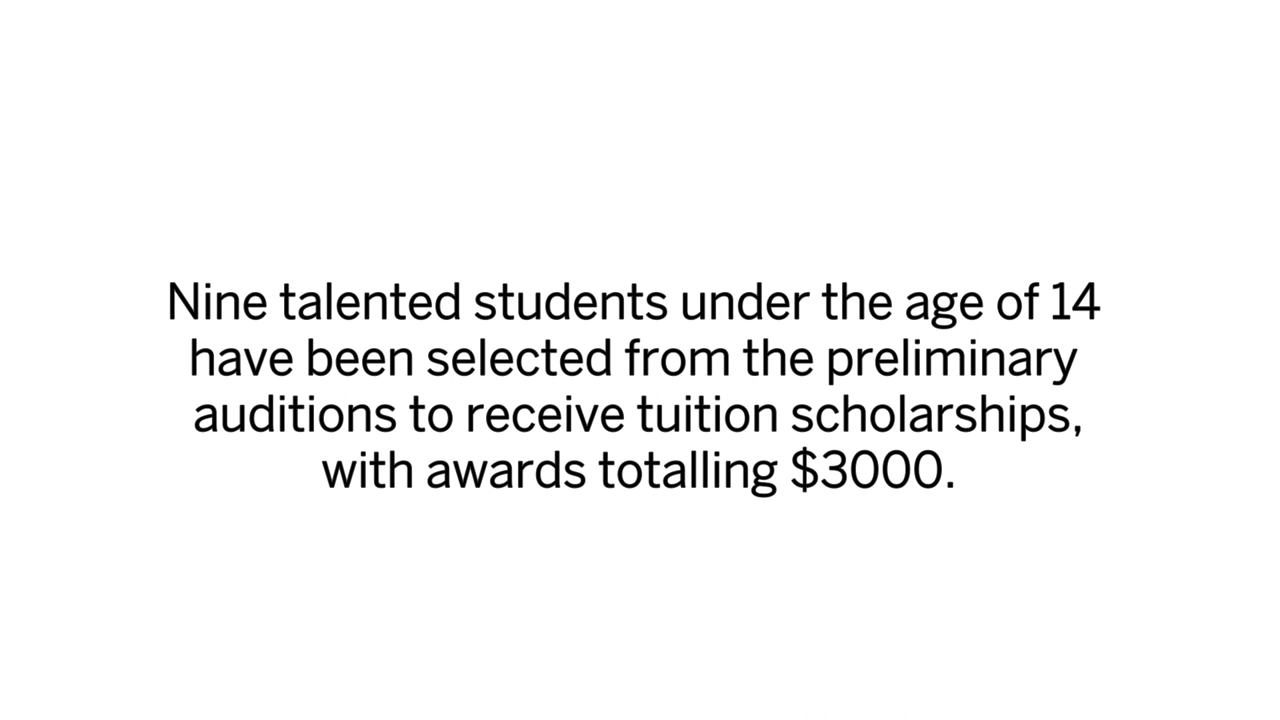 Nine talented students under the age of 14
have been selected from the preliminary
auditions to receive tuition scholarships,
with awards totalling $3000.